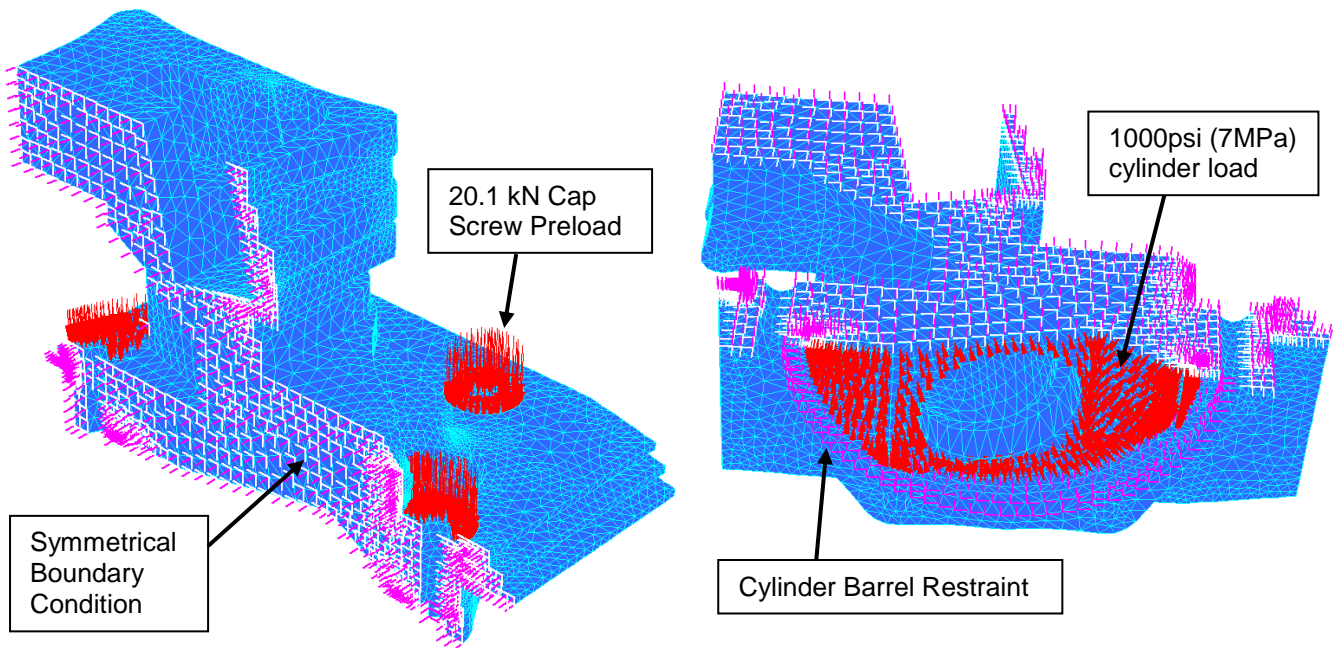 20.1 kN Cap
Screw Preload
Symmetrical
Boundary
Condition
1000psi (7MPa)
cylinder load
Cylinder Barrel Restraint